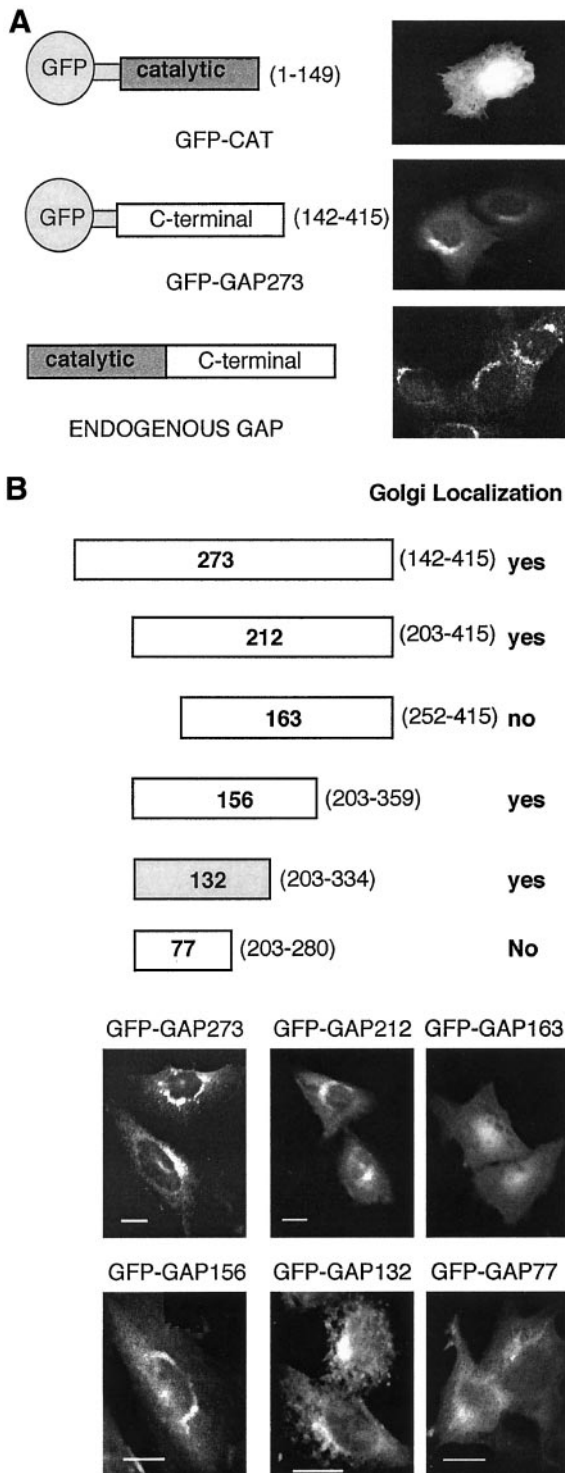 A
GFP catalytic (1-149)
GFP-CAT
GFP C-terminal (142-415)
GFP-GAP273
catalytic C-terminal
ENDOGENOUS GAP
B
Golgi Localization
273 (142-415) yes
212 (203-415) yes
163 (252-415) no
156 (203-359) yes
132 (203-334) yes
77 (203-280) No
GFP-GAP273 GFP-GAP212 GFP-GAP163
GFP-GAP156 GFP-GAP132 GFP-GAP77